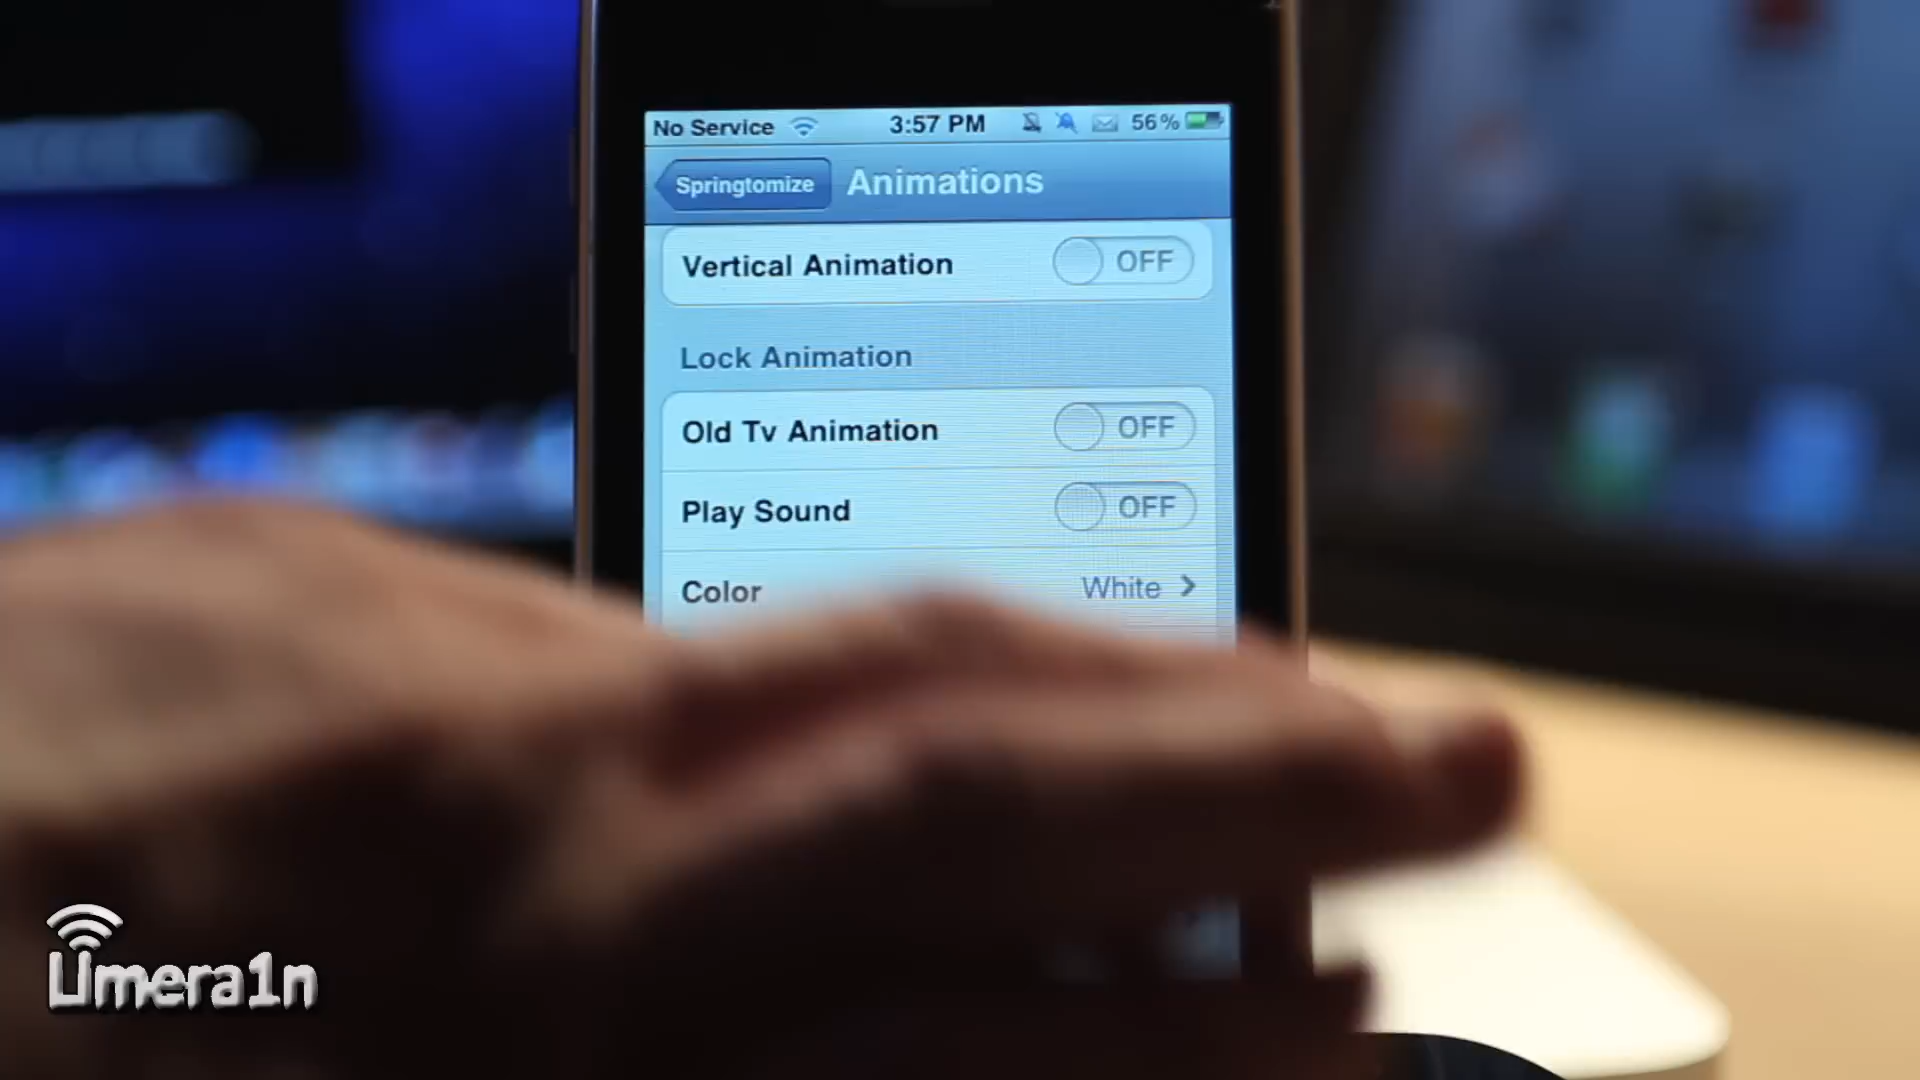 No Service 3:57 PM 56%
Springtomize Animations
Vertical Animation OFF
Lock Animation
Old Tv Animation OFF
Play Sound OFF
Color White
Limera1n